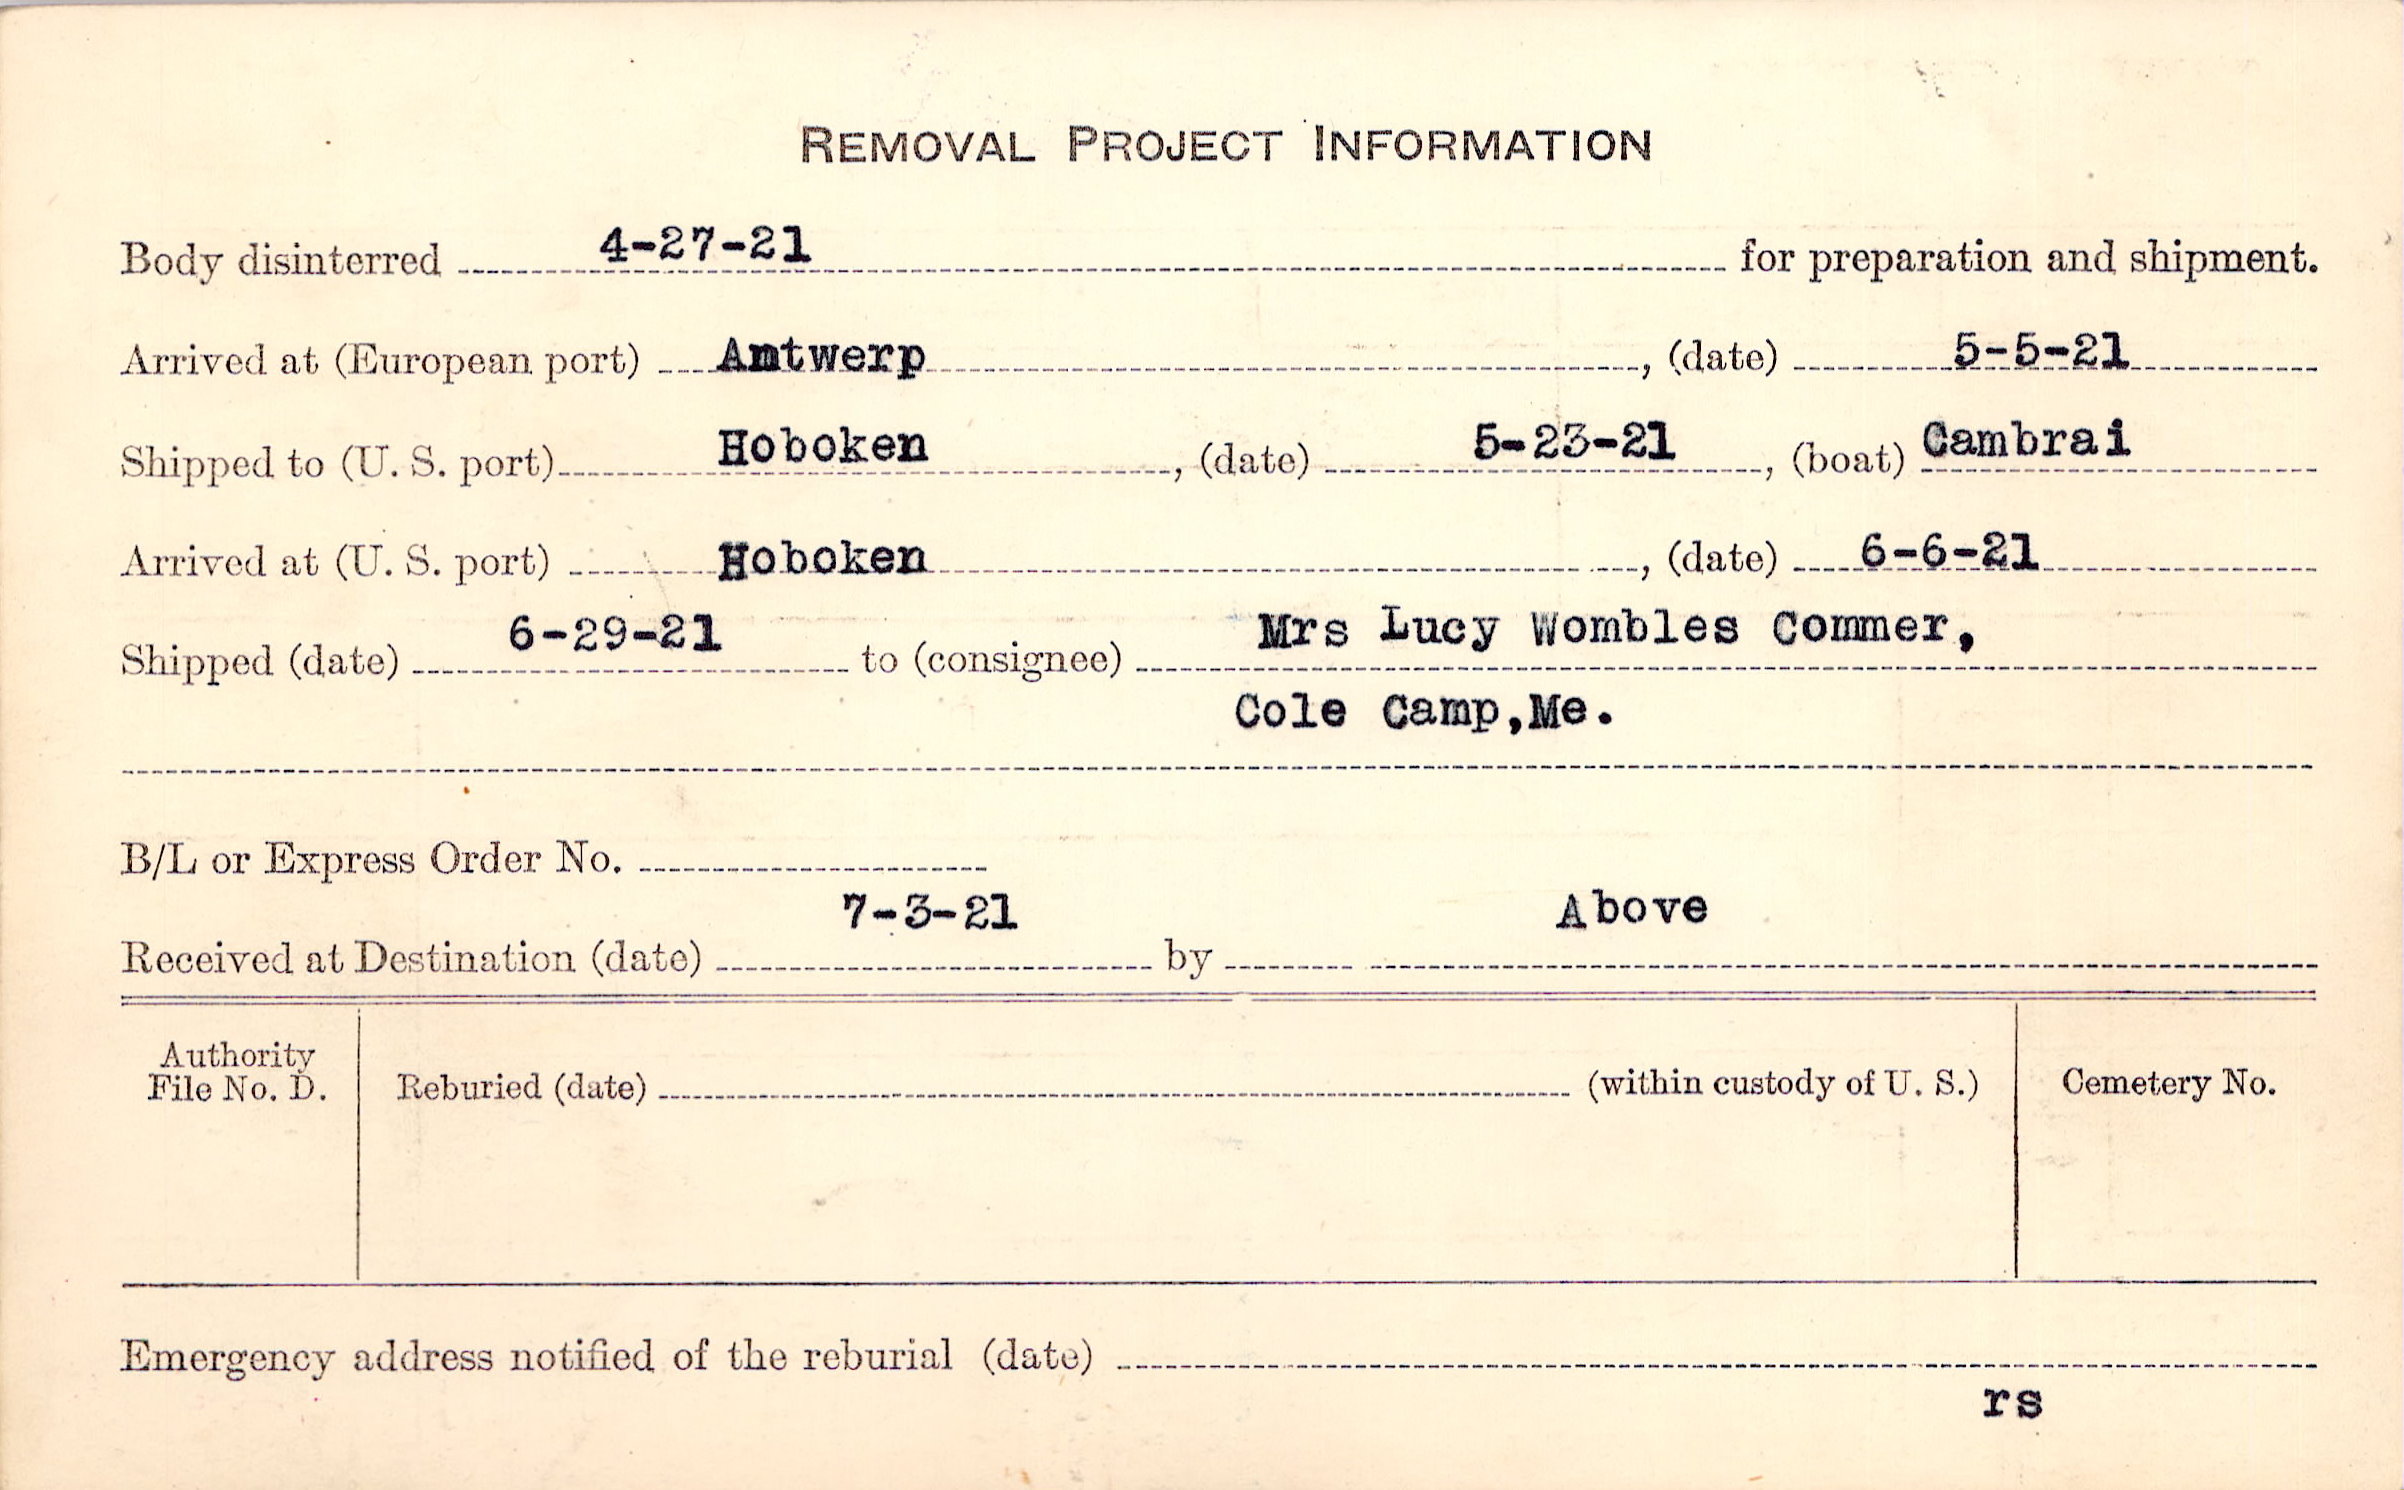 REMOVAL PROJECT INFORMATION
Body disinterred 4-27-21 for preparation and shipment.
Arrived at (European port) Antwerp, (date) 5-5-21
Shipped to (U. S. port) Hoboken, (date) 5-23-21, (boat) Cambrai
Arrived at (U. S. port) Hoboken, (date) 6-6-21
Shipped (date) 6-29-21 to (consignee) Mrs Lucy Wombles Commer,
Cole Camp,Me.
B/L or Express Order No.
Received at Destination (date) 7-3-21 by Above
Authority
File No. D.
Reburied (date) (within custody of U. S.)
Cemetery No.
Emergency address notified of the reburial (date)
rs